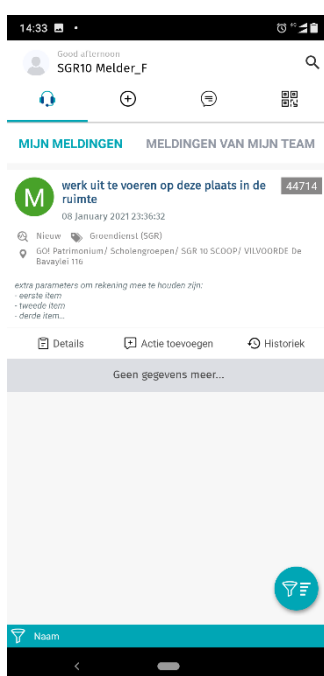 14:33
Good afternoon
SGR10 Melder_F
MIJN MELDINGEN
MELDINGEN VAN MIJN TEAM
M
werk uit te voeren op deze plaats in de
ruimte
44714
08 January 2021 23:36:32
Nieuw
Groendienst (SGR)
GO! Patrimonium/ Scholengroepen/ SGR 10 SCOOP/ VILVOORDE De
Bavaylei 116
extra parameters om rekening mee te houden zijn:
- eerste item
- tweede item
- derde item...
Details
Actie toevoegen
Historiek
Geen gegevens meer...
Naam